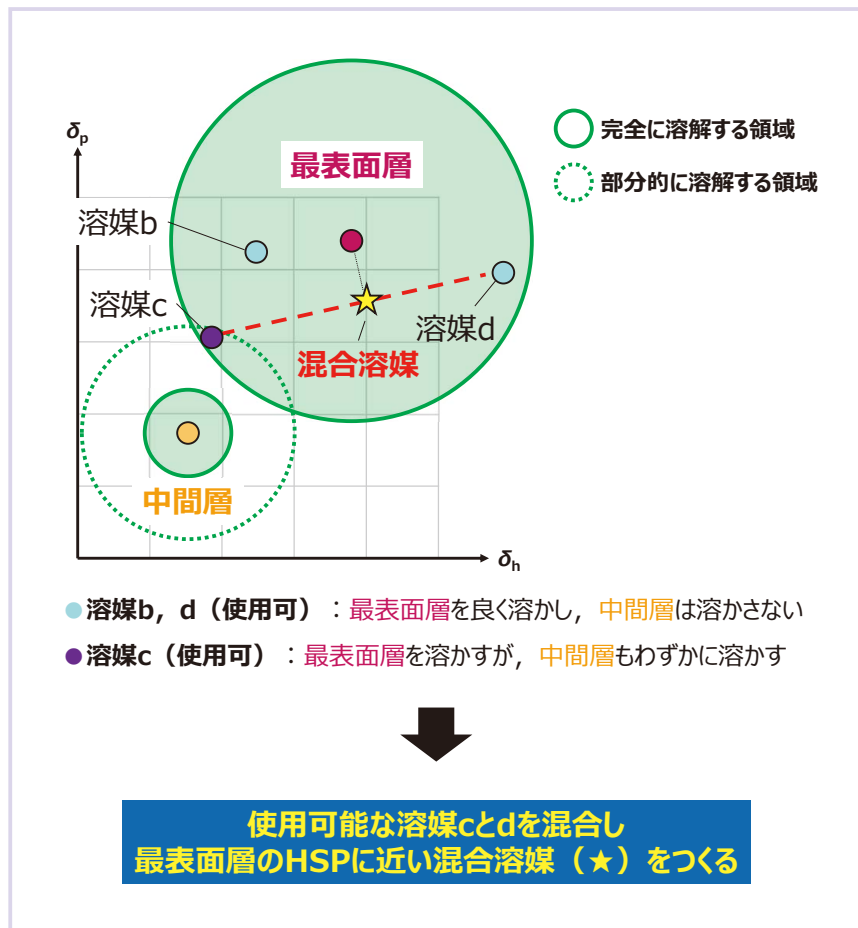 δp
最表面層
完全に溶解する領域
部分的に溶解する領域
溶媒b
溶媒c
溶媒d
混合溶媒
中間層
δh
溶媒b，d（使用可）：最表面層を良く溶かし，中間層は溶かさない
溶媒c（使用可）：最表面層を溶かすが，中間層もわずかに溶かす
使用可能な溶媒cとdを混合し
最表面層のHSPに近い混合溶媒（★）をつくる